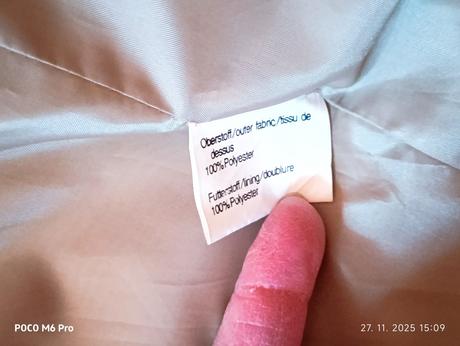 Oberstoff/outer fabric/tissu de
dessus
100% Polyester
Futterstoff/lining/doublure
100% Polyester
POCO M6 Pro
27. 11. 2025 15:09